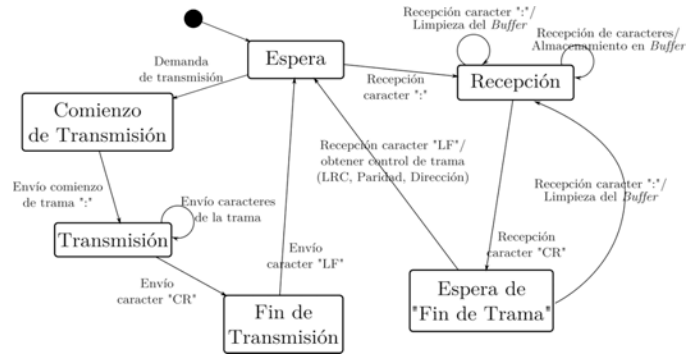 Recepción caracter ":"/
Limpieza del Buffer
Recepción de caracteres/
Almacenamiento en Buffer
Espera
Recepción
Demanda
de transmisión
Recepción
caracter ":"
Comienzo
de Transmisión
Recepción caracter "LF"/
obtener control de trama
(LRC, Paridad, Dirección)
Envío comienzo
de trama ":"
Envío caracteres
de la trama
Recepción caracter ":"/
Limpieza del Buffer
Transmisión
Envío
caracter "LF"
Recepción
caracter "CR"
Envío
caracter "CR"
Espera de
"Fin de Trama"
Fin de
Transmisión